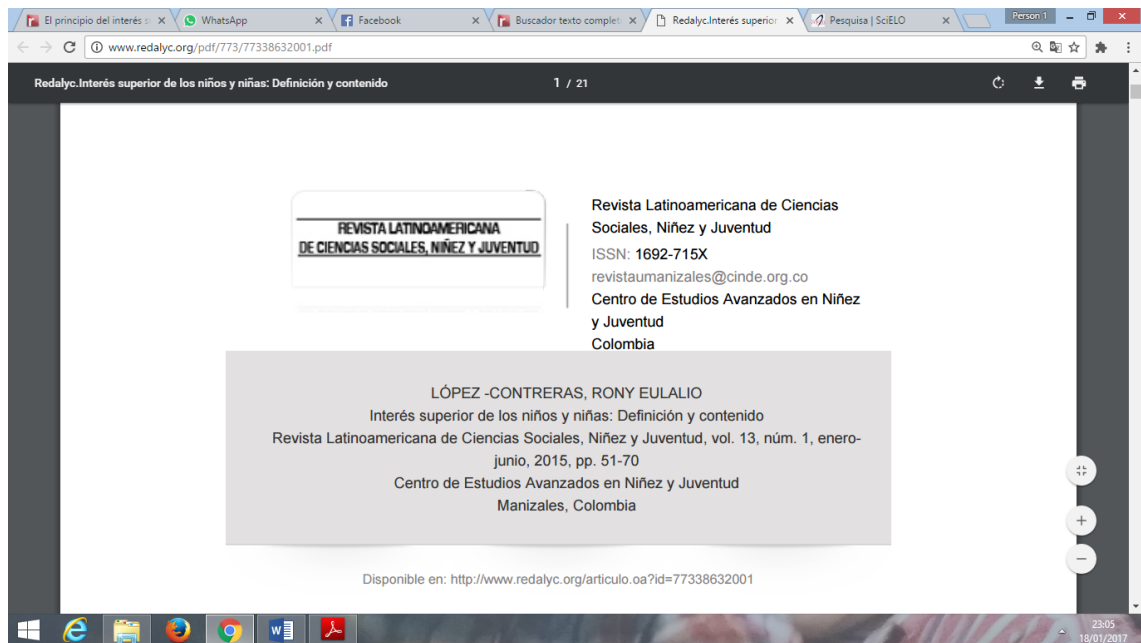 El principio del interés s
WhatsApp
Facebook
Buscador texto complet
Redalyc.Interés superior
Pesquisa | SciELO
Person 1
www.redalyc.org/pdf/773/77338632001.pdf
Redalyc.Interés superior de los niños y niñas: Definición y contenido
1 / 21
REVISTA LATINOAMERICANA
DE CIENCIAS SOCIALES, NIÑEZ Y JUVENTUD
Revista Latinoamericana de Ciencias
Sociales, Niñez y Juventud
ISSN: 1692-715X
revistaumanizales@cinde.org.co
Centro de Estudios Avanzados en Niñez
y Juventud
Colombia
LÓPEZ -CONTRERAS, RONY EULALIO
Interés superior de los niños y niñas: Definición y contenido
Revista Latinoamericana de Ciencias Sociales, Niñez y Juventud, vol. 13, núm. 1, enero-
junio, 2015, pp. 51-70
Centro de Estudios Avanzados en Niñez y Juventud
Manizales, Colombia
Disponible en: http://www.redalyc.org/articulo.oa?id=77338632001
23:05
18/01/2017